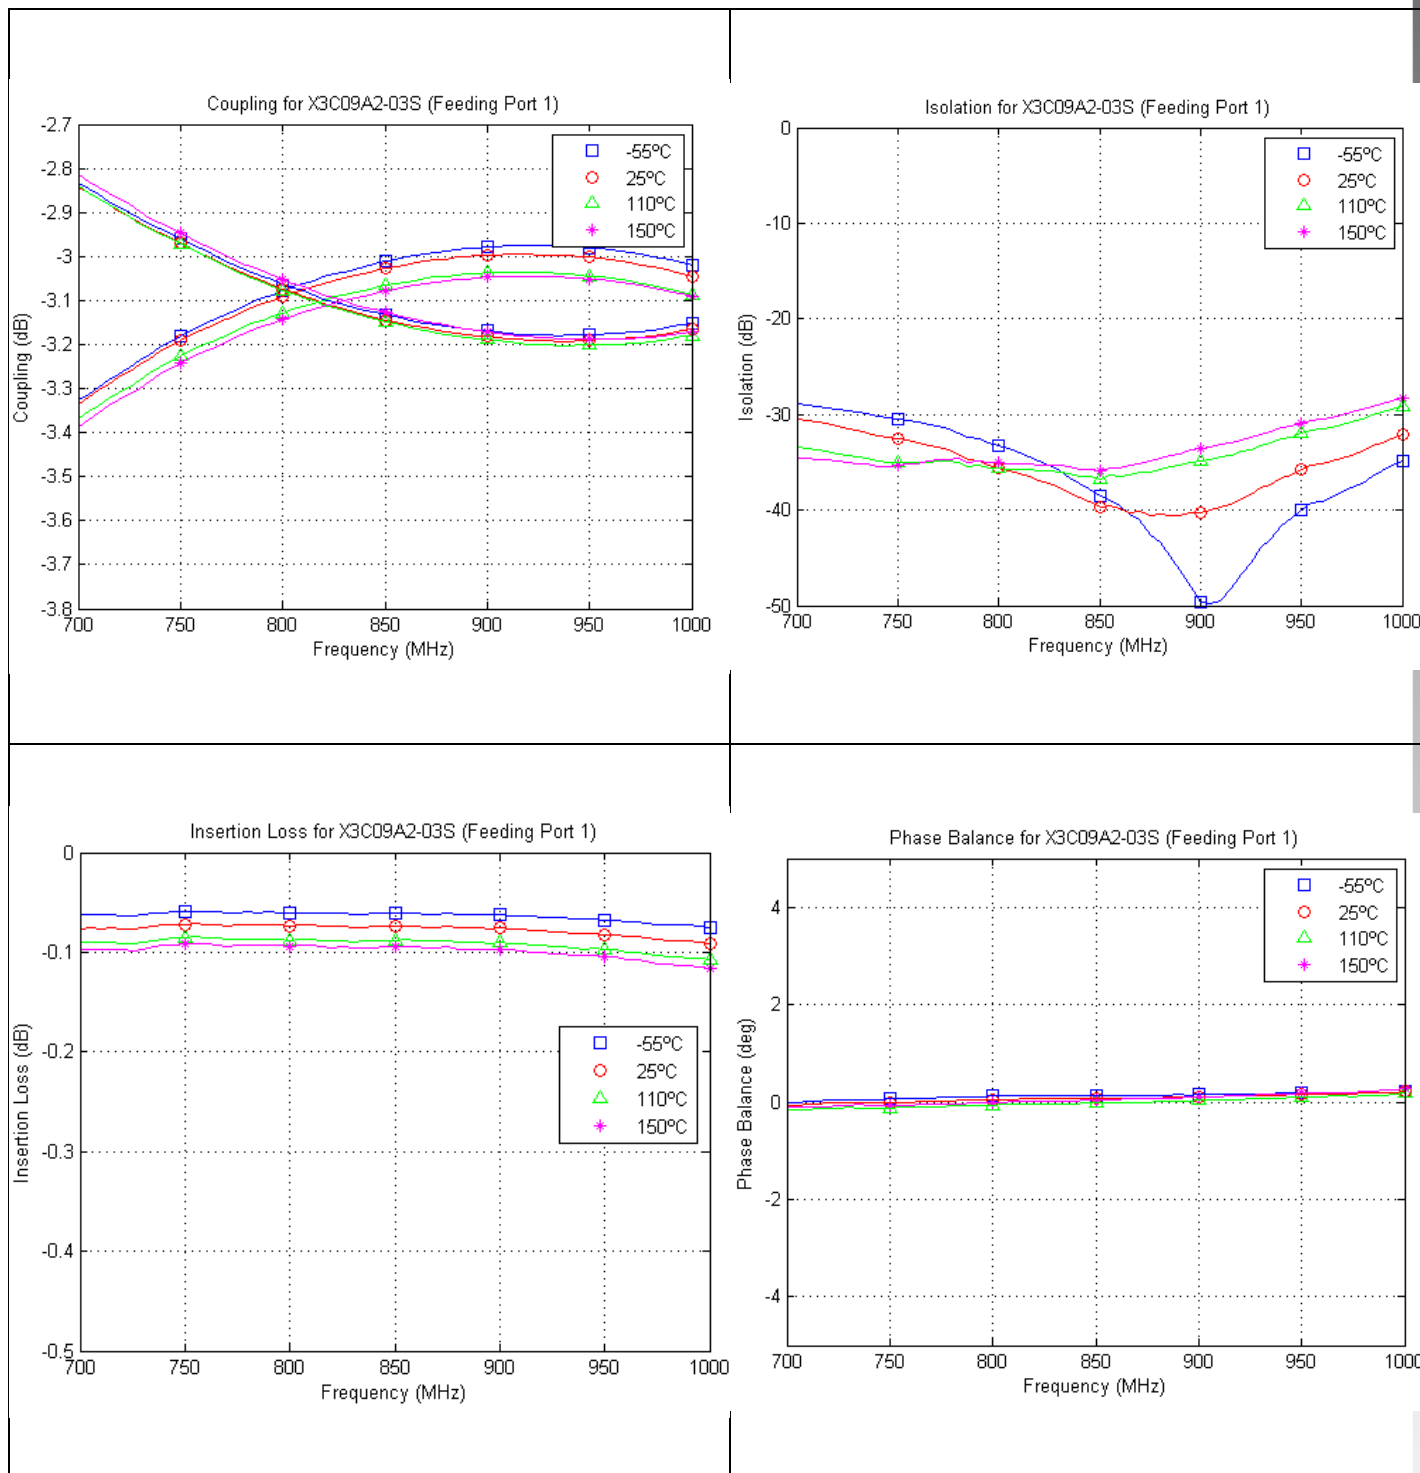 Coupling for X3C09A2-03S (Feeding Port 1)
-2.7
-2.8
-2.9
-3
-3.1
-3.2
-3.3
-3.4
-3.5
-3.6
-3.7
-3.8
Coupling (dB)
700 750 800 850 900 950 1000
Frequency (MHz)
-55ºC
25ºC
110ºC
150ºC
Isolation for X3C09A2-03S (Feeding Port 1)
0
-10
-20
-30
-40
-50
Isolation (dB)
700 750 800 850 900 950 1000
Frequency (MHz)
-55ºC
25ºC
110ºC
150ºC
Insertion Loss for X3C09A2-03S (Feeding Port 1)
0
-0.1
-0.2
-0.3
-0.4
-0.5
Insertion Loss (dB)
700 750 800 850 900 950 1000
Frequency (MHz)
-55ºC
25ºC
110ºC
150ºC
Phase Balance for X3C09A2-03S (Feeding Port 1)
4
2
0
-2
-4
Phase Balance (deg)
700 750 800 850 900 950 1000
Frequency (MHz)
-55ºC
25ºC
110ºC
150ºC